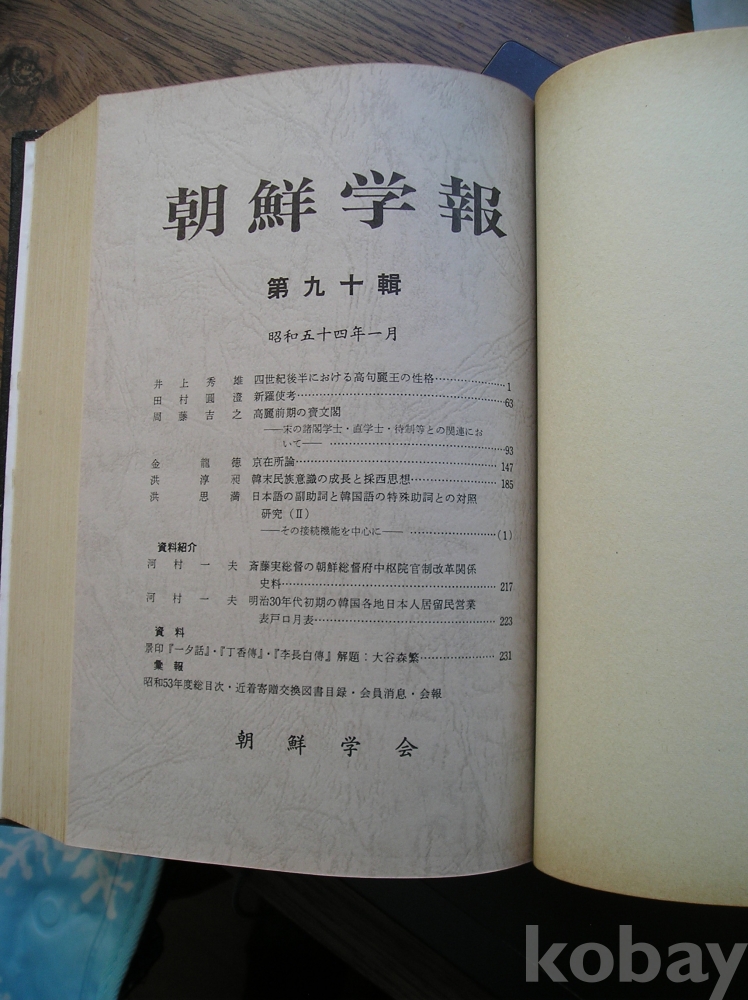 朝鮮学報
第九十輯
昭和五十四年一月
井上秀雄 四世紀後半における高句麗王の性格……………………1
田村圓澄 新羅使考……………………63
周藤吉之 高麗前期の寶文閣
——宋の諸閣学士・直学士・待制等との関連にお
いて——……………………93
金龍徳 京在所論……………………147
洪淳昶 韓末民族意識の成長と採西思想……………………185
洪思満 日本語の副助詞と韓国語の特殊助詞との対照
研究(II)
——その接続機能を中心に——……………………(1)
資料紹介
河村一夫 斎藤実総督の朝鮮総督府中枢院官制改革関係
史料……………………217
河村一夫 明治30年代初期の韓国各地日本人居留民営業
表戸口月表……………………223
資料
景印『一夕話』・『丁香傳』・『李長白傳』解題:大谷森繁……………………231
彙報
昭和53年度総目次・近着寄贈交換図書目録・会員消息・会報
朝鮮学会
kobay